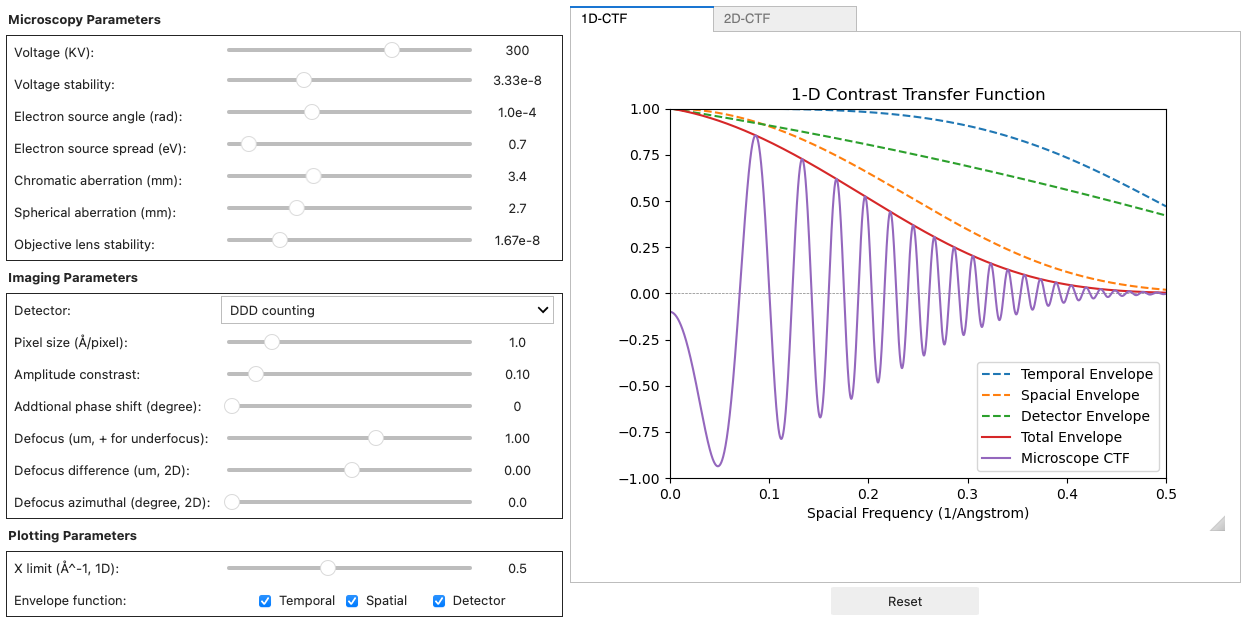 Microscopy Parameters
Voltage (KV): 300
Voltage stability: 3.33e-8
Electron source angle (rad): 1.0e-4
Electron source spread (eV): 0.7
Chromatic aberration (mm): 3.4
Spherical aberration (mm): 2.7
Objective lens stability: 1.67e-8
Imaging Parameters
Detector: DDD counting
Pixel size (Å/pixel): 1.0
Amplitude constrast: 0.10
Addtional phase shift (degree): 0
Defocus (um, + for underfocus): 1.00
Defocus difference (um, 2D): 0.00
Defocus azimuthal (degree, 2D): 0.0
Plotting Parameters
X limit (Å^-1, 1D): 0.5
Envelope function: Temporal Spatial Detector
1D-CTF 2D-CTF
1-D Contrast Transfer Function
1.00
0.75
0.50
0.25
0.00
−0.25
−0.50
−0.75
−1.00
Temporal Envelope
Spacial Envelope
Detector Envelope
Total Envelope
Microscope CTF
0.0 0.1 0.2 0.3 0.4 0.5
Spacial Frequency (1/Angstrom)
Reset